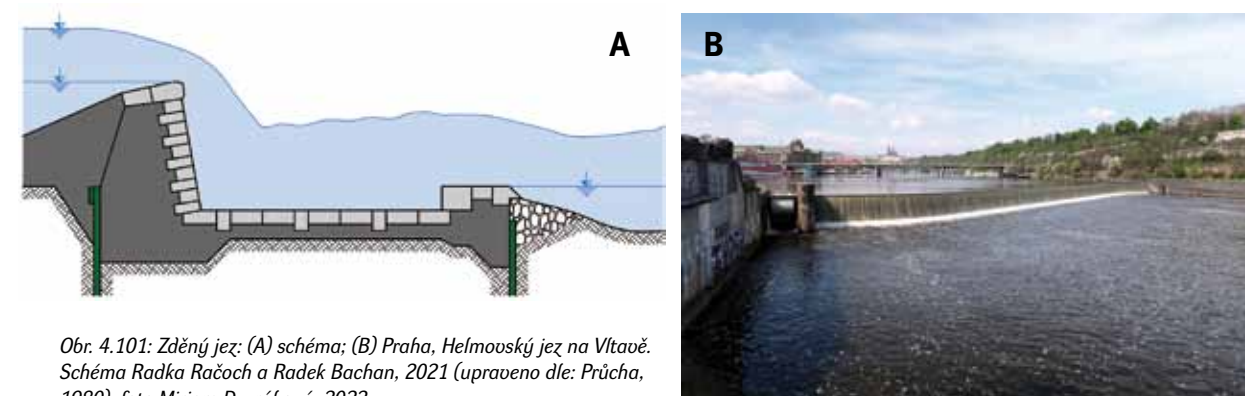 A
B
Obr. 4.101: Zděný jez: (A) schéma; (B) Praha, Helmovský jez na Vltavě.
Schéma Radka Račoch a Radek Bachan, 2021 (upraveno dle: Průcha,